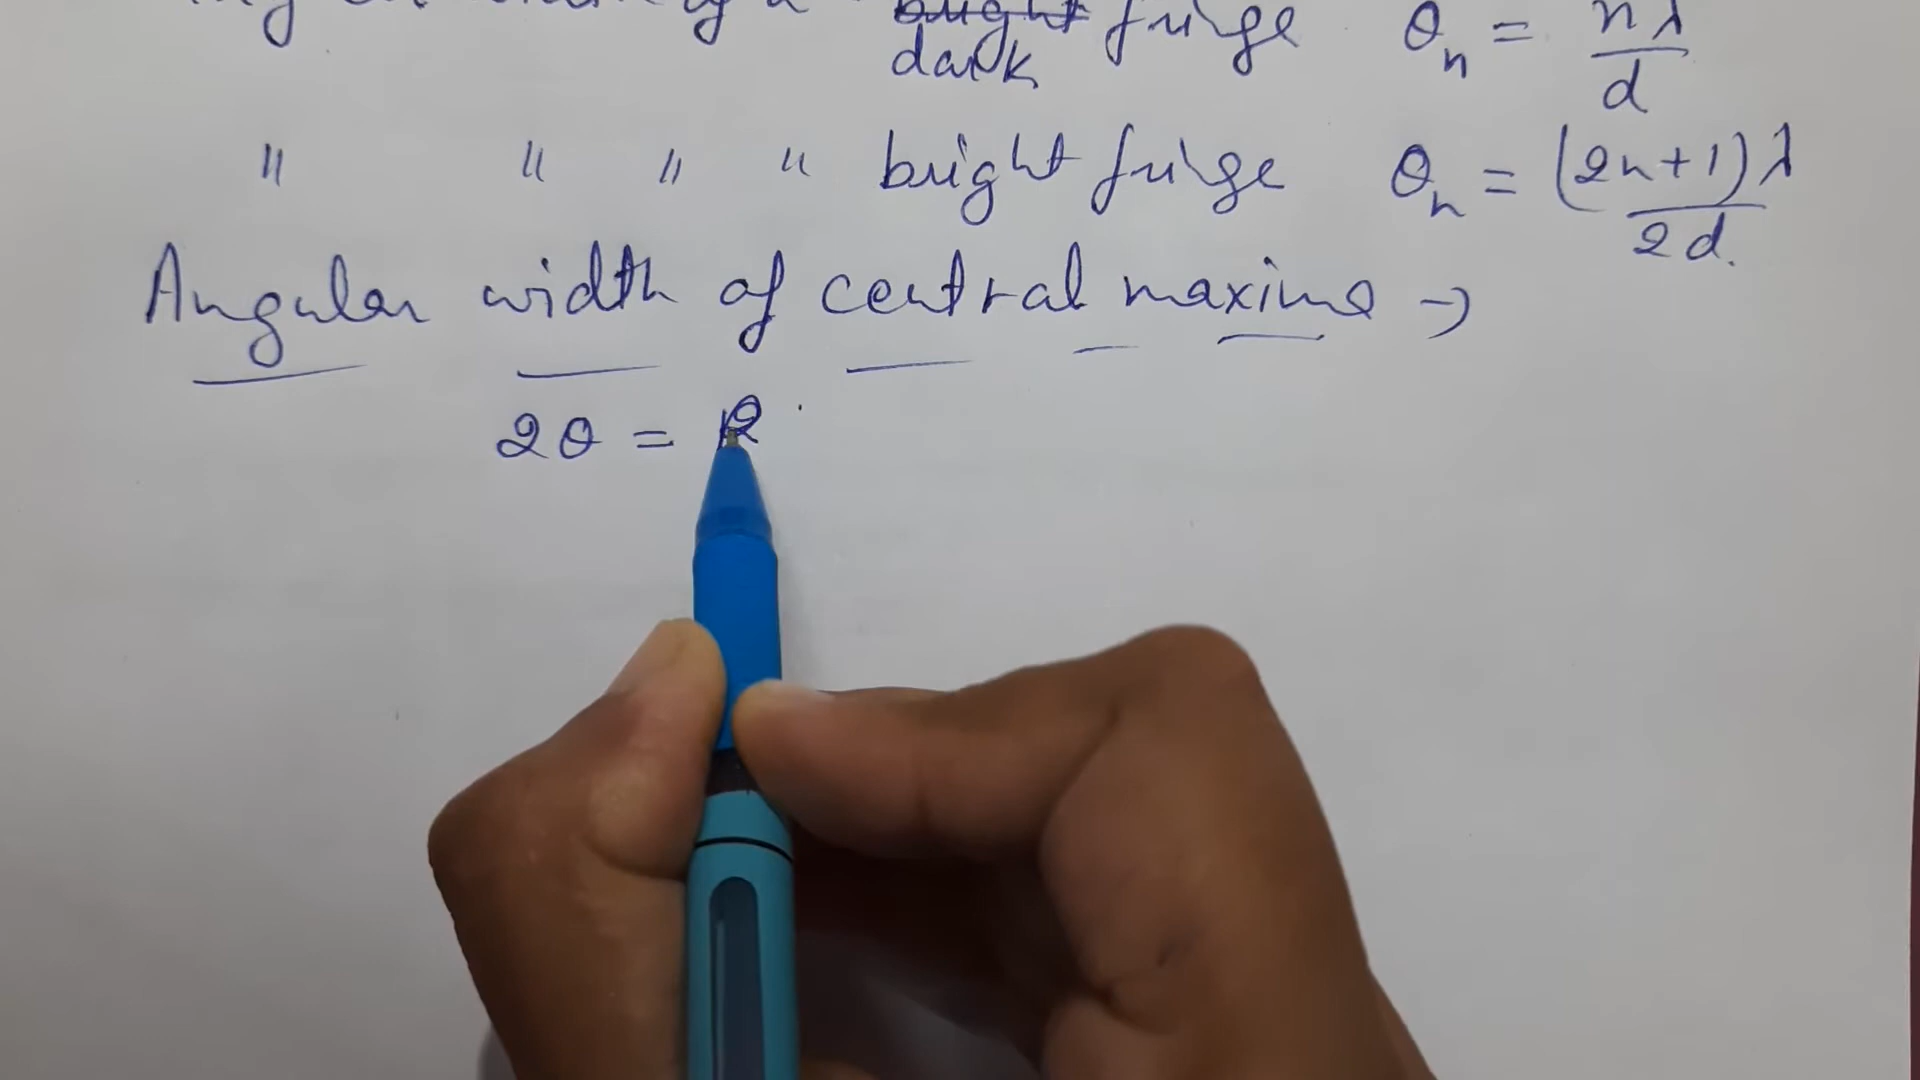 fringe θn = nλ/d
dark
" " " " bright fringe θn = (2n+1)λ/2d.
Angular width of central maxima →
2θ =